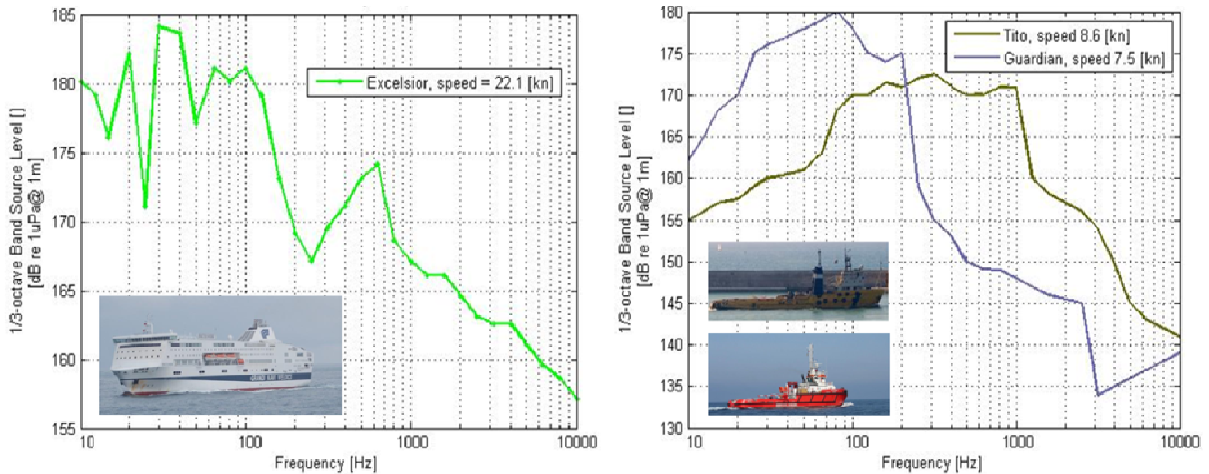 185
180
175
170
165
160
155
10
100
1000
10000
1/3-octave Band Source Level []
[dB re 1uPa@ 1m]
Frequency [Hz]
Excelsior, speed = 22.1 [kn]
180
175
170
165
160
155
150
145
140
135
130
10
100
1000
10000
1/3-octave Band Source Level []
[dB re 1uPa@ 1m]
Frequency [Hz]
Tito, speed 8.6 [kn]
Guardian, speed 7.5 [kn]